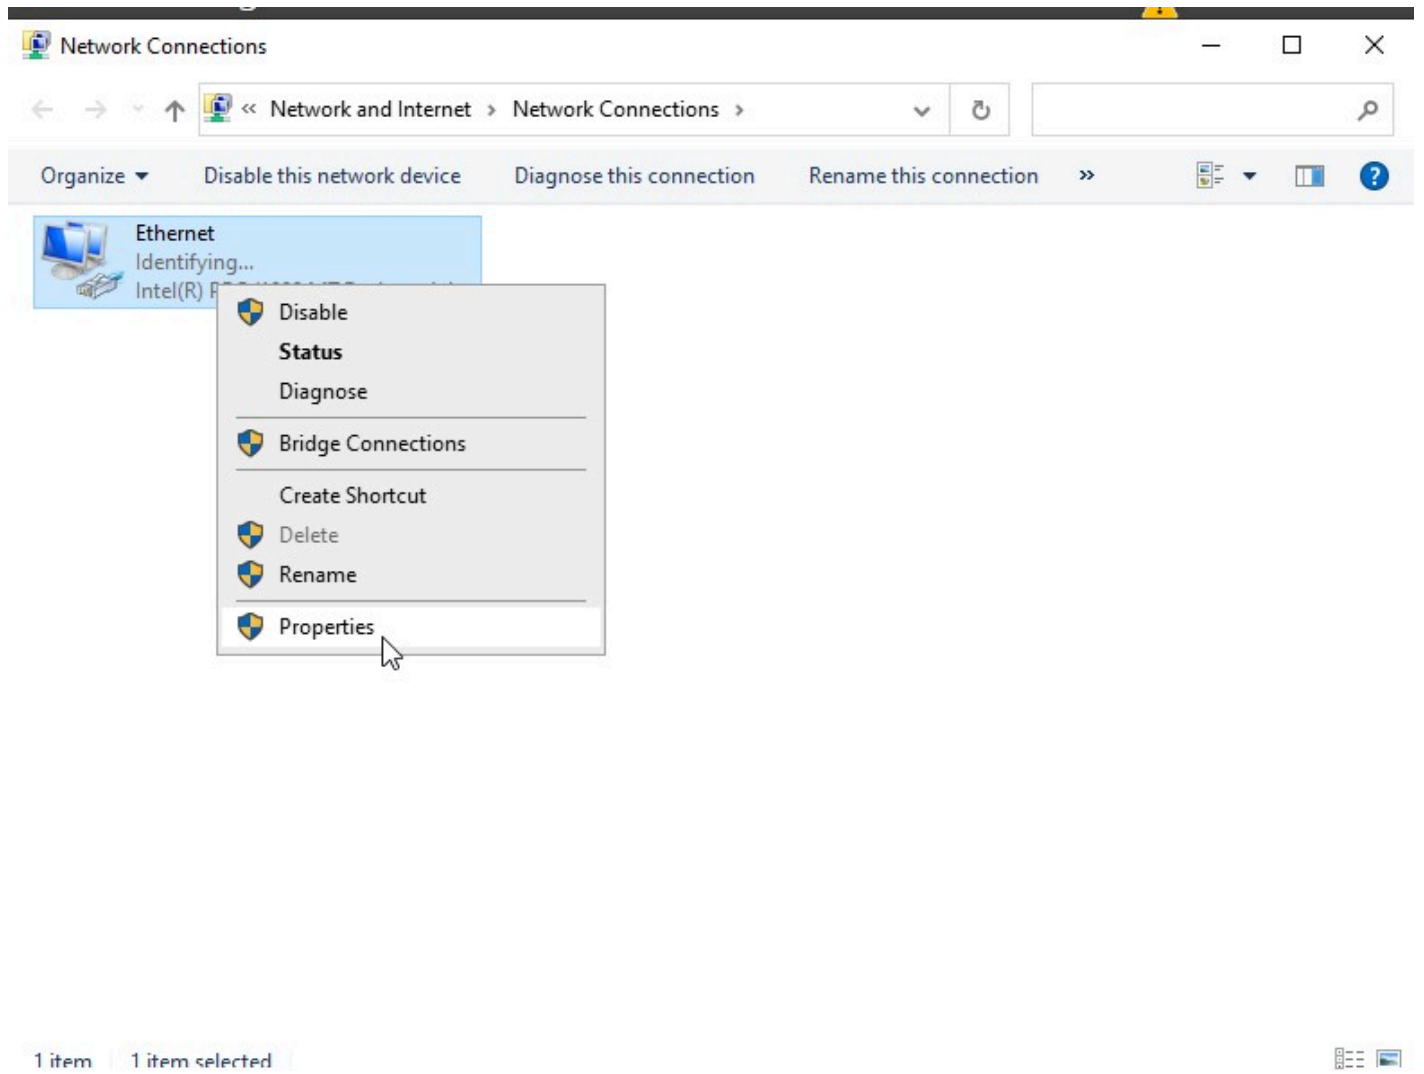 Network Connections
« Network and Internet > Network Connections >
Organize Disable this network device Diagnose this connection Rename this connection »
Ethernet
Identifying...
Intel(R)
Disable
Status
Diagnose
Bridge Connections
Create Shortcut
Delete
Rename
Properties
1 item 1 item selected